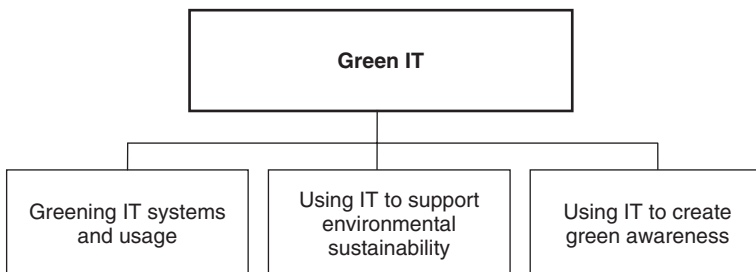 Green IT
Greening IT systems
and usage
Using IT to support
environmental
sustainability
Using IT to create
green awareness